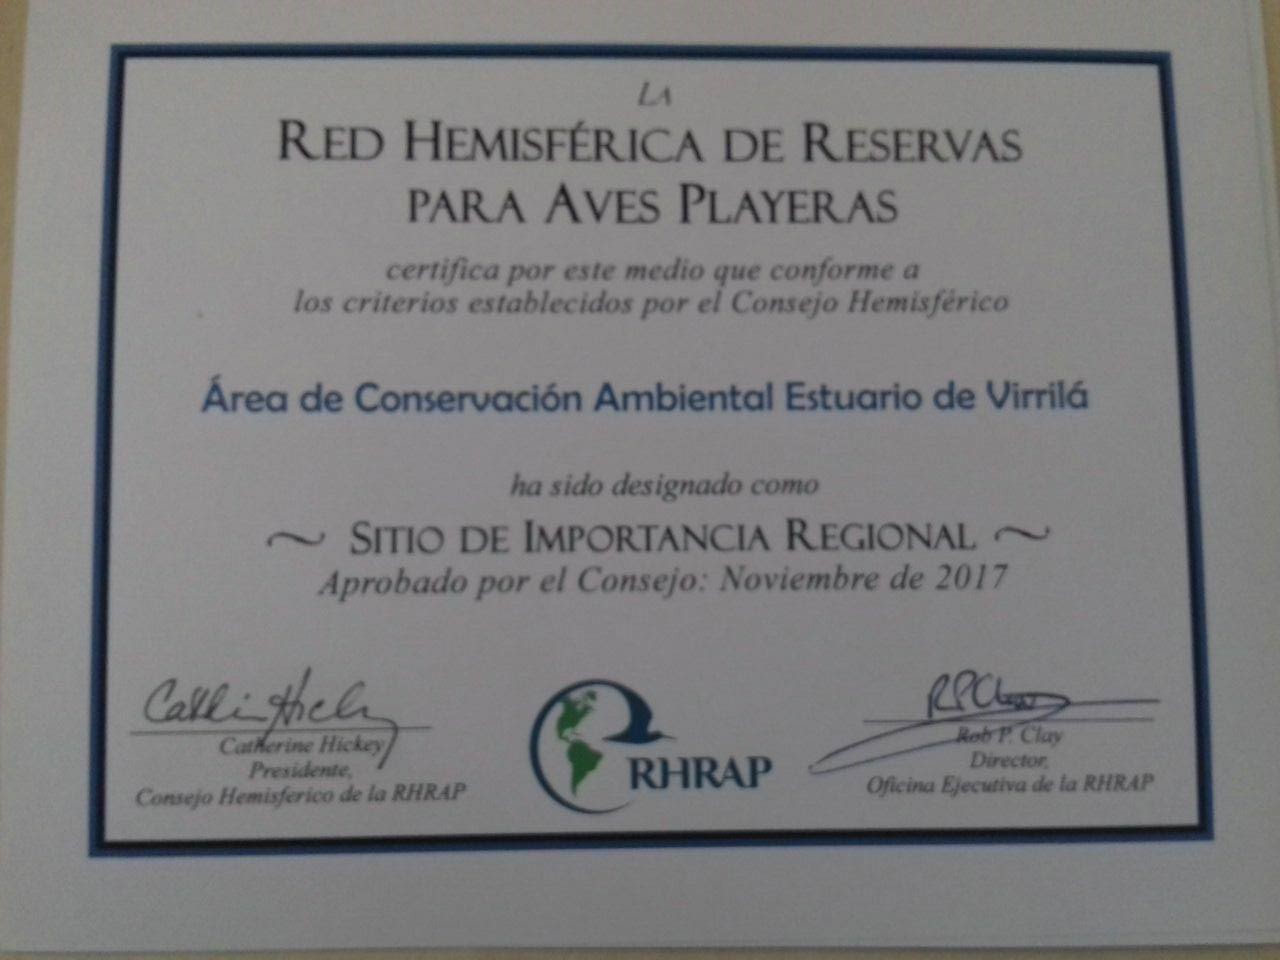 LA
RED HEMISFÉRICA DE RESERVAS
PARA AVES PLAYERAS
certifica por este medio que conforme a
los criterios establecidos por el Consejo Hemisférico
Área de Conservación Ambiental Estuario de Virrilá
ha sido designado como
~ SITIO DE IMPORTANCIA REGIONAL ~
Aprobado por el Consejo: Noviembre de 2017
Catherine Hickey
Presidente,
Consejo Hemisferico de la RHRAP
RHRAP
Rob P. Clay
Director,
Oficina Ejecutiva de la RHRAP